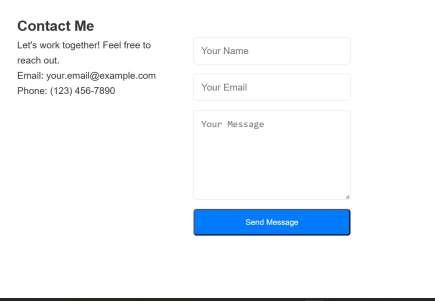 Contact Me
Let's work together! Feel free to
reach out.
Email: your.email@example.com
Phone: (123) 456-7890
Your Name
Your Email
Your Message
Send Message